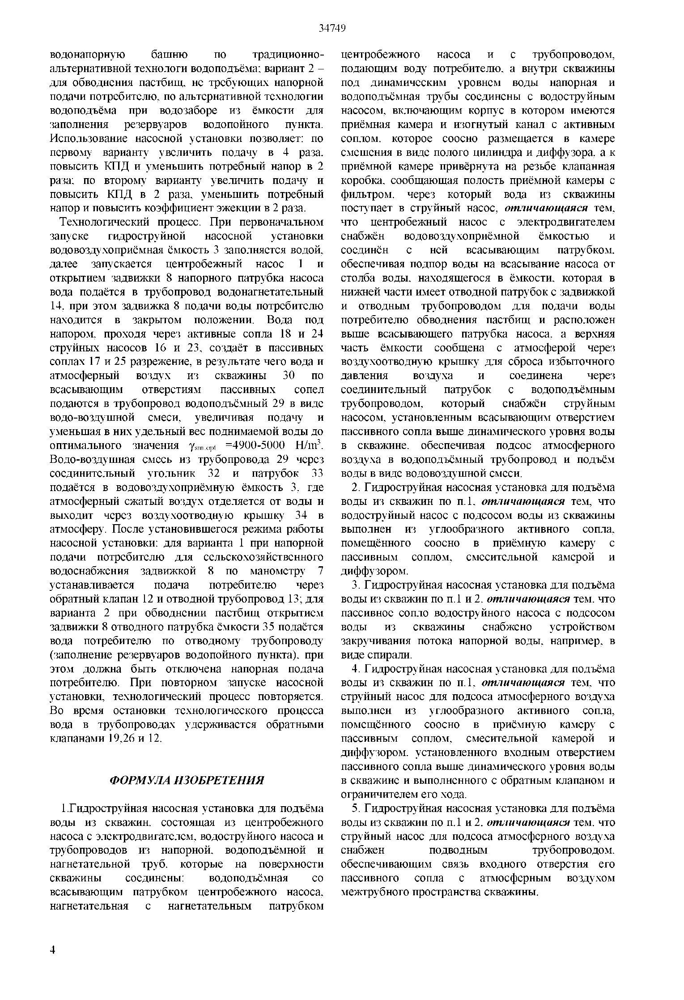 34749
водонапорную башню по традиционно-
альтернативной технологи водоподъёма; вариант 2 –
для обводнения пастбищ, не требующих напорной
подачи потребителю, по альтернативной технологии
водоподъёма при водозаборе из ёмкости для
заполнения резервуаров водопойного пункта.
Использование насосной установки позволяет: по
первому варианту увеличить подачу в 4 раза,
повысить КПД и уменьшить потребный напор в 2
раза; по второму варианту увеличить подачу и
повысить КПД в 2 раза, уменьшить потребный
напор и повысить коэффициент эжекции в 2 раза.
Технологический процесс. При первоначальном
запуске гидроструйной насосной установки
водовоздухоприёмная ёмкость 3 заполняется водой,
далее запускается центробежный насос 1 и
открытием задвижки 8 напорного патрубка насоса
вода подаётся в трубопровод водонагнетательный
14, при этом задвижка 8 подачи воды потребителю
находится в закрытом положении. Вода под
напором, проходя через активные сопла 18 и 24
струйных насосов 16 и 23, создаёт в пассивных
соплах 17 и 25 разрежение, в результате чего вода и
атмосферный воздух из скважины 30 по
всасывающим отверстиям пассивных сопел
подаются в трубопровод водоподъёмный 29 в виде
водо-воздушной смеси, увеличивая подачу и
уменьшая в них удельный вес поднимаемой воды до
оптимального значения γsm.opt =4900-5000 Н/m³.
Водо-воздушная смесь из трубопровода 29 через
соединительный угольник 32 и патрубок 33
подаётся в водовоздухоприёмную ёмкость 3, где
атмосферный сжатый воздух отделяется от воды и
выходит через воздухоотводную крышку 34 в
атмосферу. После установившегося режима работы
насосной установки: для варианта 1 при напорной
подачи потребителю для сельскохозяйственного
водоснабжения задвижкой 8 по манометру 7
устанавливается подача потребителю через
обратный клапан 12 и отводной трубопровод 13; для
варианта 2 при обводнении пастбищ открытием
задвижки 8 отводного патрубка ёмкости 35 подаётся
вода потребителю по отводному трубопроводу
(заполнение резервуаров водопойного пункта), при
этом должна быть отключена напорная подача
потребителю. При повторном запуске насосной
установки, технологический процесс повторяется.
Во время остановки технологического процесса
вода в трубопроводах удерживается обратными
клапанами 19,26 и 12.
ФОРМУЛА ИЗОБРЕТЕНИЯ
1.Гидроструйная насосная установка для подъёма
воды из скважин, состоящая из центробежного
насоса с электродвигателем, водоструйного насоса и
трубопроводов из напорной, водоподъёмной и
нагнетательной труб, которые на поверхности
скважины соединены: водоподъёмная со
всасывающим патрубком центробежного насоса,
нагнетательная с нагнетательным патрубком
центробежного насоса и с трубопроводом,
подающим воду потребителю, а внутри скважины
под динамическим уровнем воды напорная и
водоподъёмная трубы соединены с водоструйным
насосом, включающим корпус в котором имеются
приёмная камера и изогнутый канал с активным
соплом, которое соосно размещается в камере
смешения в виде полого цилиндра и диффузора, а к
приёмной камере привёрнута на резьбе клапанная
коробка, сообщающая полость приёмной камеры с
фильтром, через который вода из скважины
поступает в струйный насос, отличающаяся тем,
что центробежный насос с электродвигателем
снабжён водовоздухоприёмной ёмкостью и
соединён с ней всасывающим патрубком,
обеспечивая подпор воды на всасывание насоса от
столба воды, находящегося в ёмкости, которая в
нижней части имеет отводной патрубок с задвижкой
и отводным трубопроводом для подачи воды
потребителю обводнения пастбищ и расположен
выше всасывающего патрубка насоса, а верхняя
часть ёмкости сообщена с атмосферой через
воздухоотводную крышку для сброса избыточного
давления воздуха и соединена через
соединительный патрубок с водоподъёмным
трубопроводом, который снабжён струйным
насосом, установленным всасывающим отверстием
пассивного сопла выше динамического уровня воды
в скважине, обеспечивая подсос атмосферного
воздуха в водоподъёмный трубопровод и подъём
воды в виде водовоздушной смеси.
2. Гидроструйная насосная установка для подъёма
воды из скважин по п.1, отличающаяся тем, что
водоструйный насос с подсосом воды из скважины
выполнен из углообразного активного сопла,
помещённого соосно в приёмную камеру с
пассивным соплом, смесительной камерой и
диффузором.
3. Гидроструйная насосная установка для подъёма
воды из скважин по п.1 и 2, отличающаяся тем, что
пассивное сопло водоструйного насоса с подсосом
воды из скважины снабжено устройством
закручивания потока напорной воды, например, в
виде спирали.
4. Гидроструйная насосная установка для подъёма
воды из скважин по п.1, отличающаяся тем, что
струйный насос для подсоса атмосферного воздуха
выполнен из углообразного активного сопла,
помещённого соосно в приёмную камеру с
пассивным соплом, смесительной камерой и
диффузором, установленного входным отверстием
пассивного сопла выше динамического уровня воды
в скважине и выполненного с обратным клапаном и
ограничителем его хода.
5. Гидроструйная насосная установка для подъёма
воды из скважин по п.1 и 2, отличающаяся тем, что
струйный насос для подсоса атмосферного воздуха
снабжен подводным трубопроводом,
обеспечивающим связь входного отверстия его
пассивного сопла с атмосферным воздухом
межтрубного пространства скважины.
4